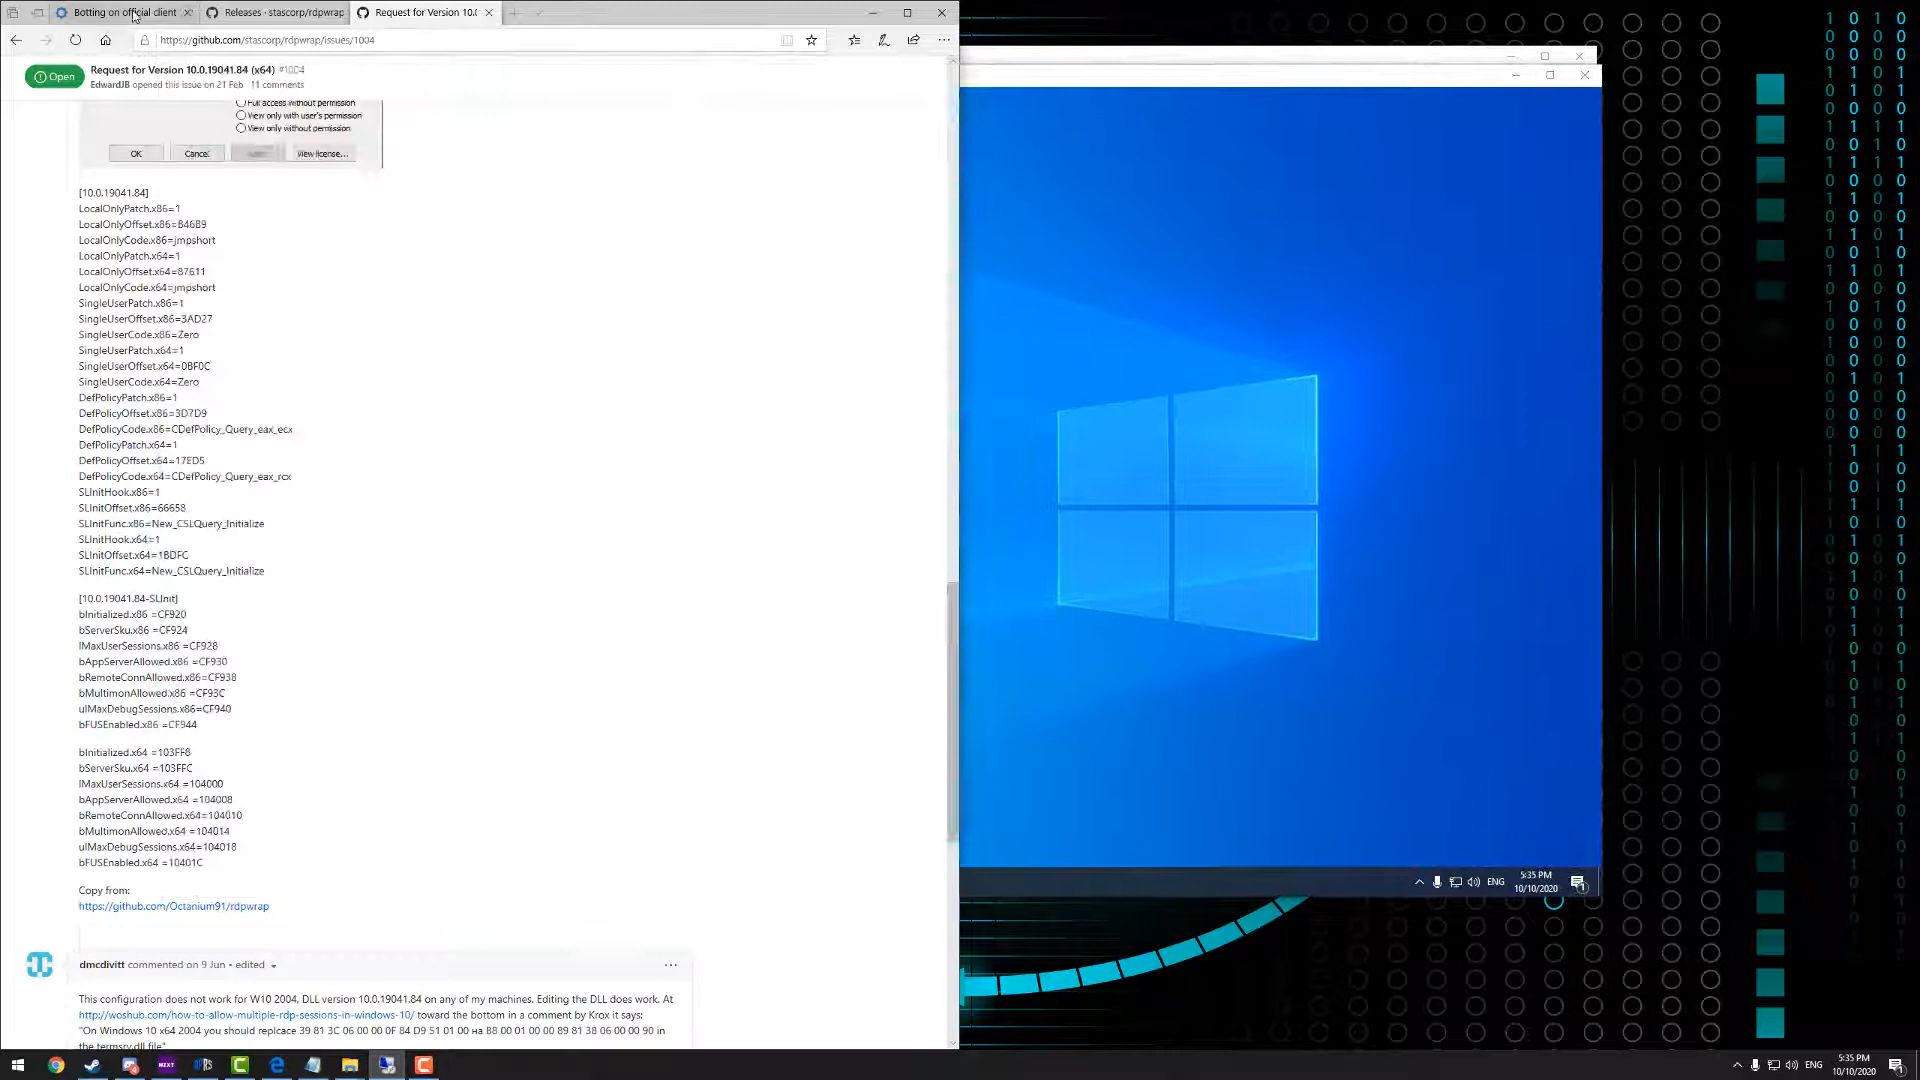 Botting on official client
Releases · stascorp/rdpwrap
Request for Version 10.0
https://github.com/stascorp/rdpwrap/issues/1004
Open
Request for Version 10.0.19041.84 (x64) #1004
EdwardJB opened this issue on 21 Feb · 11 comments
Full access without permission
View only with user's permission
View only without permission
OK
Cancel
View license...
[10.0.19041.84]
LocalOnlyPatch.x86=1
LocalOnlyOffset.x86=B46B9
LocalOnlyCode.x86=jmpshort
LocalOnlyPatch.x64=1
LocalOnlyOffset.x64=87611
LocalOnlyCode.x64=jmpshort
SingleUserPatch.x86=1
SingleUserOffset.x86=3AD27
SingleUserCode.x86=Zero
SingleUserPatch.x64=1
SingleUserOffset.x64=0BF0C
SingleUserCode.x64=Zero
DefPolicyPatch.x86=1
DefPolicyOffset.x86=3D7D9
DefPolicyCode.x86=CDefPolicy_Query_eax_ecx
DefPolicyPatch.x64=1
DefPolicyOffset.x64=17ED5
DefPolicyCode.x64=CDefPolicy_Query_eax_rcx
SLInitHook.x86=1
SLInitOffset.x86=66658
SLInitFunc.x86=New_CSLQuery_Initialize
SLInitHook.x64=1
SLInitOffset.x64=1BDFC
SLInitFunc.x64=New_CSLQuery_Initialize
[10.0.19041.84-SLInit]
bInitialized.x86 =CF920
bServerSku.x86 =CF924
lMaxUserSessions.x86 =CF928
bAppServerAllowed.x86 =CF930
bRemoteConnAllowed.x86=CF938
bMultimonAllowed.x86 =CF93C
ulMaxDebugSessions.x86=CF940
bFUSEnabled.x86 =CF944
bInitialized.x64 =103FF8
bServerSku.x64 =103FFC
lMaxUserSessions.x64 =104000
bAppServerAllowed.x64 =104008
bRemoteConnAllowed.x64=104010
bMultimonAllowed.x64 =104014
ulMaxDebugSessions.x64=104018
bFUSEnabled.x64 =10401C
Copy from:
https://github.com/Octanium91/rdpwrap
dmcdivitt commented on 9 Jun • edited
This configuration does not work for W10 2004, DLL version 10.0.19041.84 on any of my machines. Editing the DLL does work. At
http://woshub.com/how-to-allow-multiple-rdp-sessions-in-windows-10/ toward the bottom in a comment by Krox it says:
"On Windows 10 x64 2004 you should replcace 39 81 3C 06 00 00 0F 84 D9 51 01 00 на B8 00 01 00 00 89 81 38 06 00 00 90 in
the termsrv.dll file"
ENG
5:35 PM
10/10/2020
ENG
5:35 PM
10/10/2020